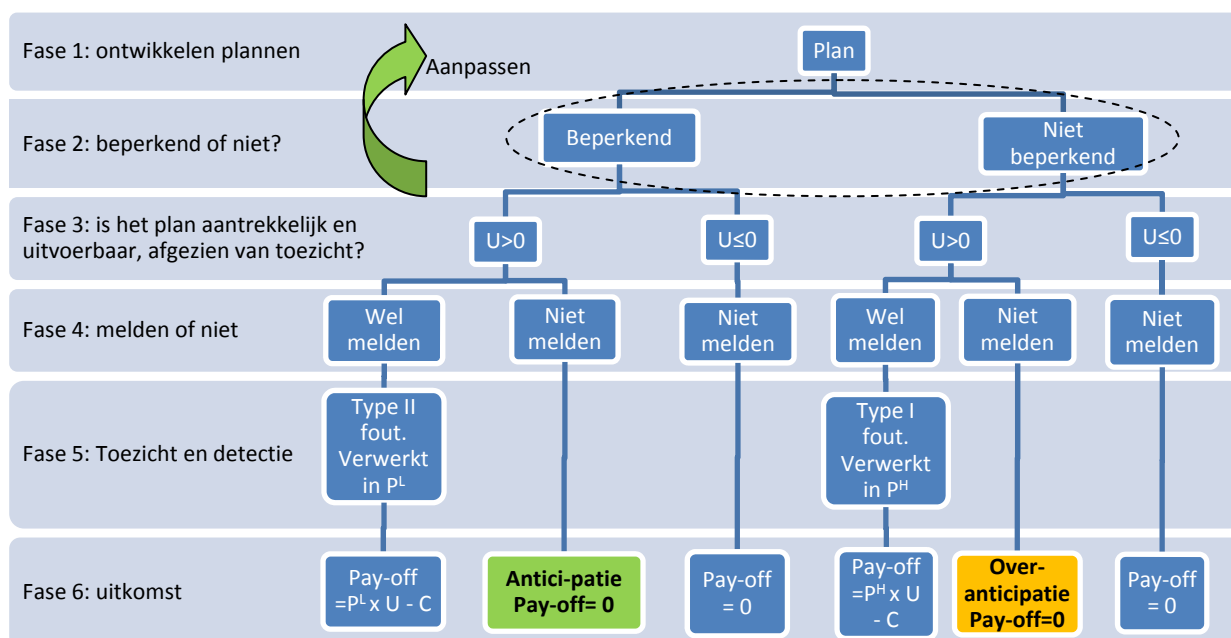 Fase 1: ontwikkelen plannen
Aanpassen
Plan
Fase 2: beperkend of niet?
Beperkend
Niet
beperkend
Fase 3: is het plan aantrekkelijk en
uitvoerbaar, afgezien van toezicht?
U>0
U≤0
U>0
U≤0
Fase 4: melden of niet
Wel
melden
Niet
melden
Niet
melden
Wel
melden
Niet
melden
Niet
melden
Fase 5: Toezicht en detectie
Type II
fout.
Verwerkt
in Pᴸ
Type I
fout.
Verwerkt
in Pᴴ
Fase 6: uitkomst
Pay-off
=Pᴸ x U - C
Antici-patie
Pay-off= 0
Pay-off
= 0
Pay-off
=Pᴴ x U
- C
Over-
anticipatie
Pay-off=0
Pay-off
= 0